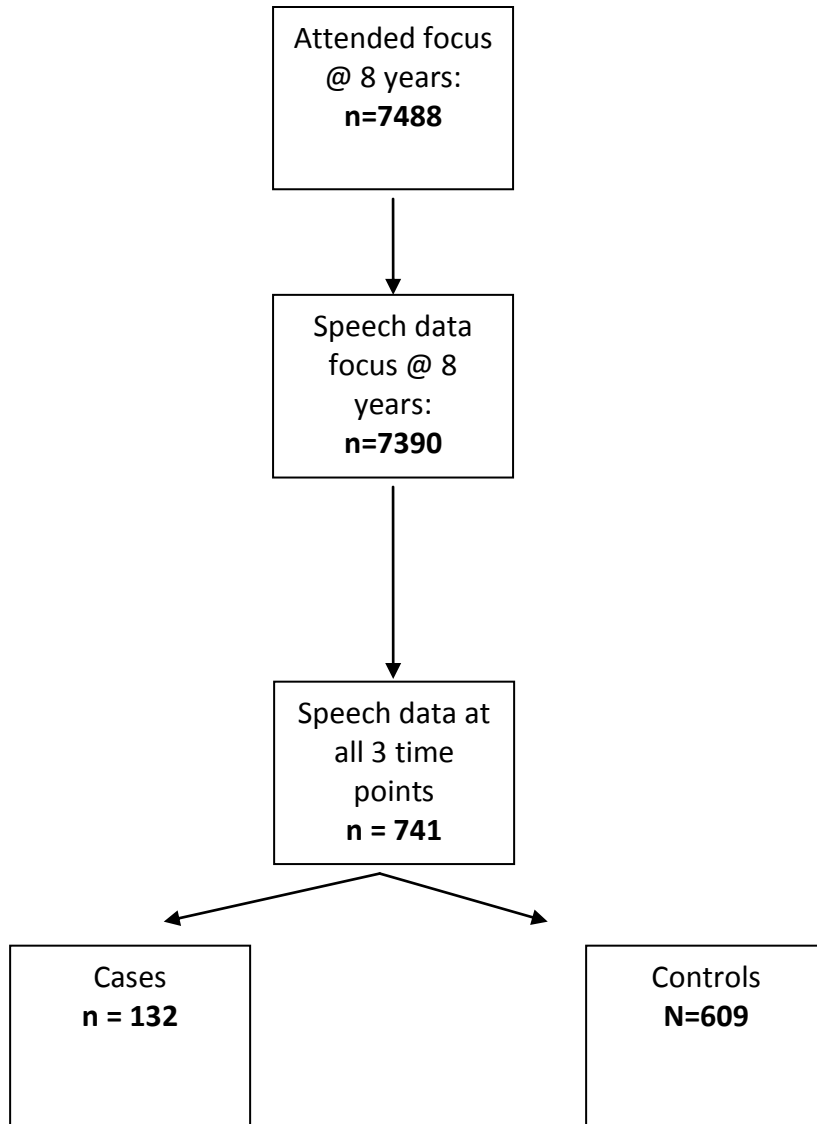 Attended focus
@ 8 years:
n=7488
Speech data
focus @ 8
years:
n=7390
Speech data at
all 3 time
points
n = 741
Cases
n = 132
Controls
N=609